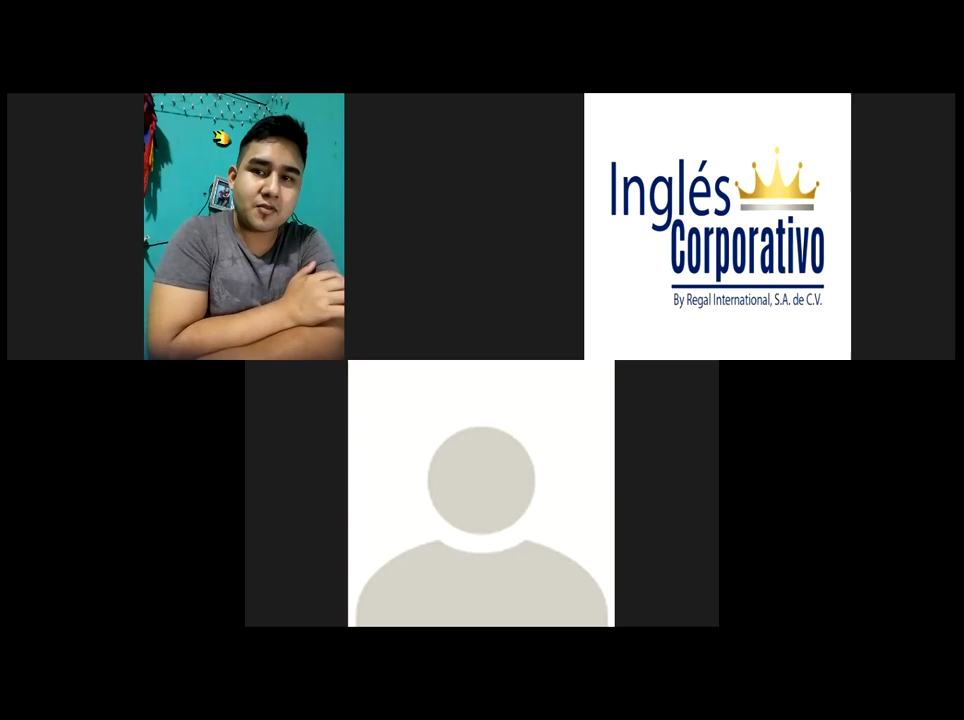 Inglés
Corporativo
By Regal International, S.A. de C.V.